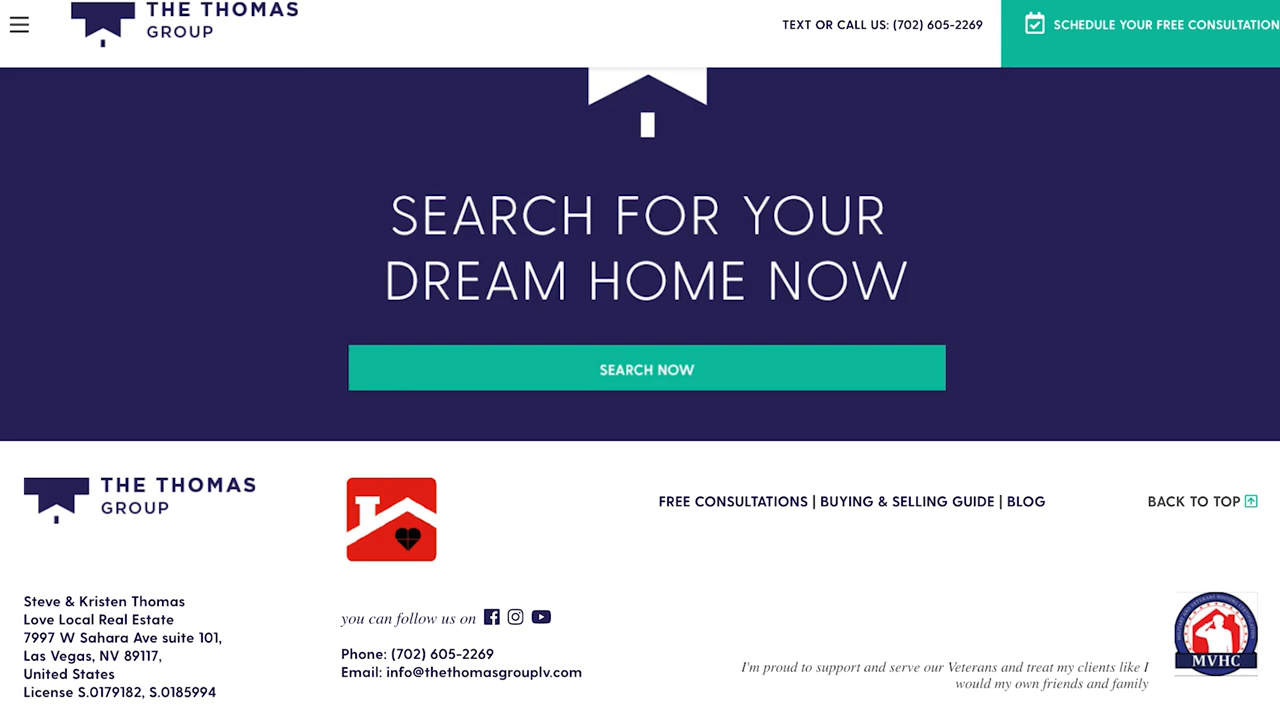 THE THOMAS
GROUP
TEXT OR CALL US: (702) 605-2269
SCHEDULE YOUR FREE CONSULTATION
SEARCH FOR YOUR
DREAM HOME NOW
SEARCH NOW
THE THOMAS
GROUP
FREE CONSULTATIONS | BUYING & SELLING GUIDE | BLOG
BACK TO TOP
Steve & Kristen Thomas
Love Local Real Estate
7997 W Sahara Ave suite 101,
Las Vegas, NV 89117,
United States
License S.0179182, S.0185994
you can follow us on
Phone: (702) 605-2269
Email: info@thethomasgrouplv.com
I'm proud to support and serve our Veterans and treat my clients like I
would my own friends and family
MVHC